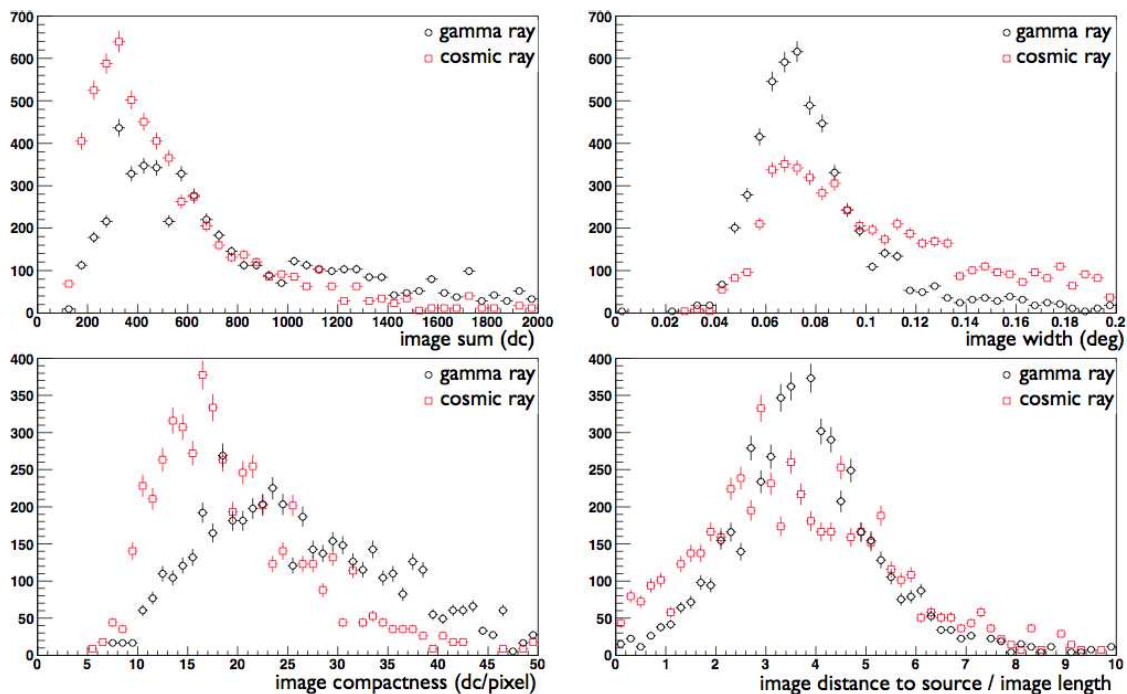 700
600
500
400
300
200
100
0
gamma ray
cosmic ray
0 200 400 600 800 1000 1200 1400 1600 1800 2000
image sum (dc)
700
600
500
400
300
200
100
0
gamma ray
cosmic ray
0 0.02 0.04 0.06 0.08 0.1 0.12 0.14 0.16 0.18 0.2
image width (deg)
400
350
300
250
200
150
100
50
0
gamma ray
cosmic ray
0 5 10 15 20 25 30 35 40 45 50
image compactness (dc/pixel)
400
350
300
250
200
150
100
50
0
gamma ray
cosmic ray
0 1 2 3 4 5 6 7 8 9 10
image distance to source / image length